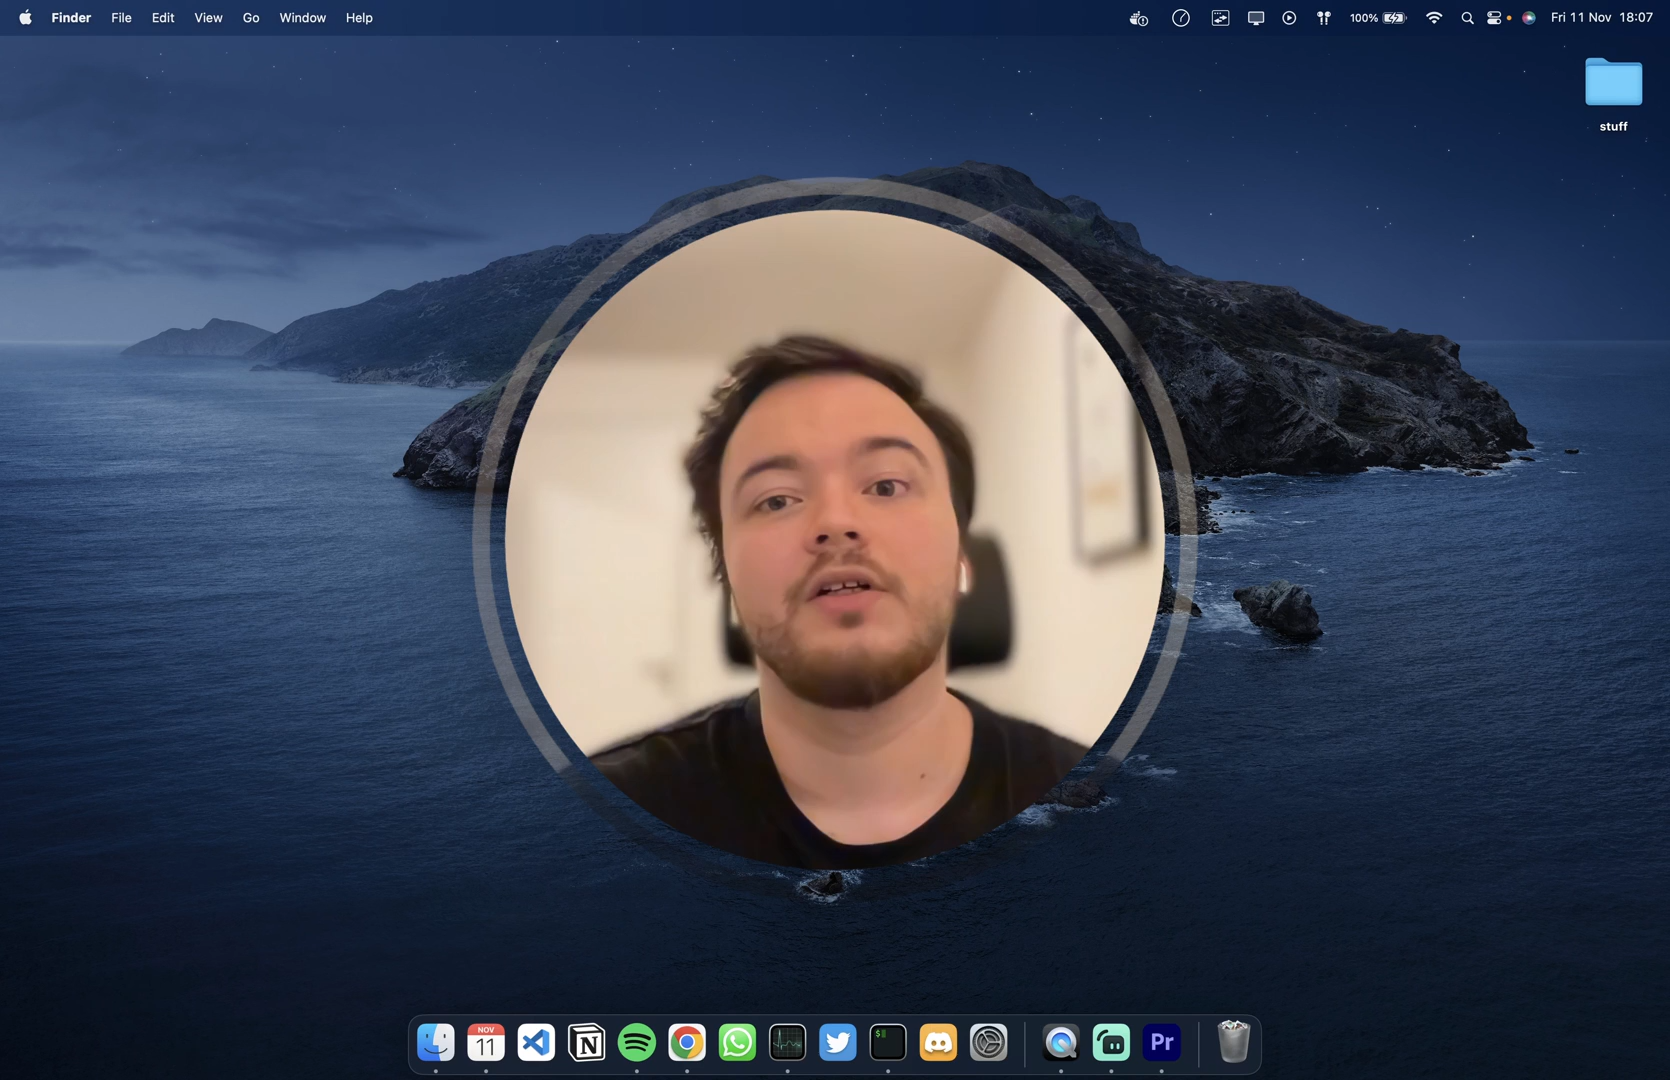 Finder File Edit View Go Window Help 100% Fri 11 Nov 18:07
stuff
NOV
11
N
$
Pr